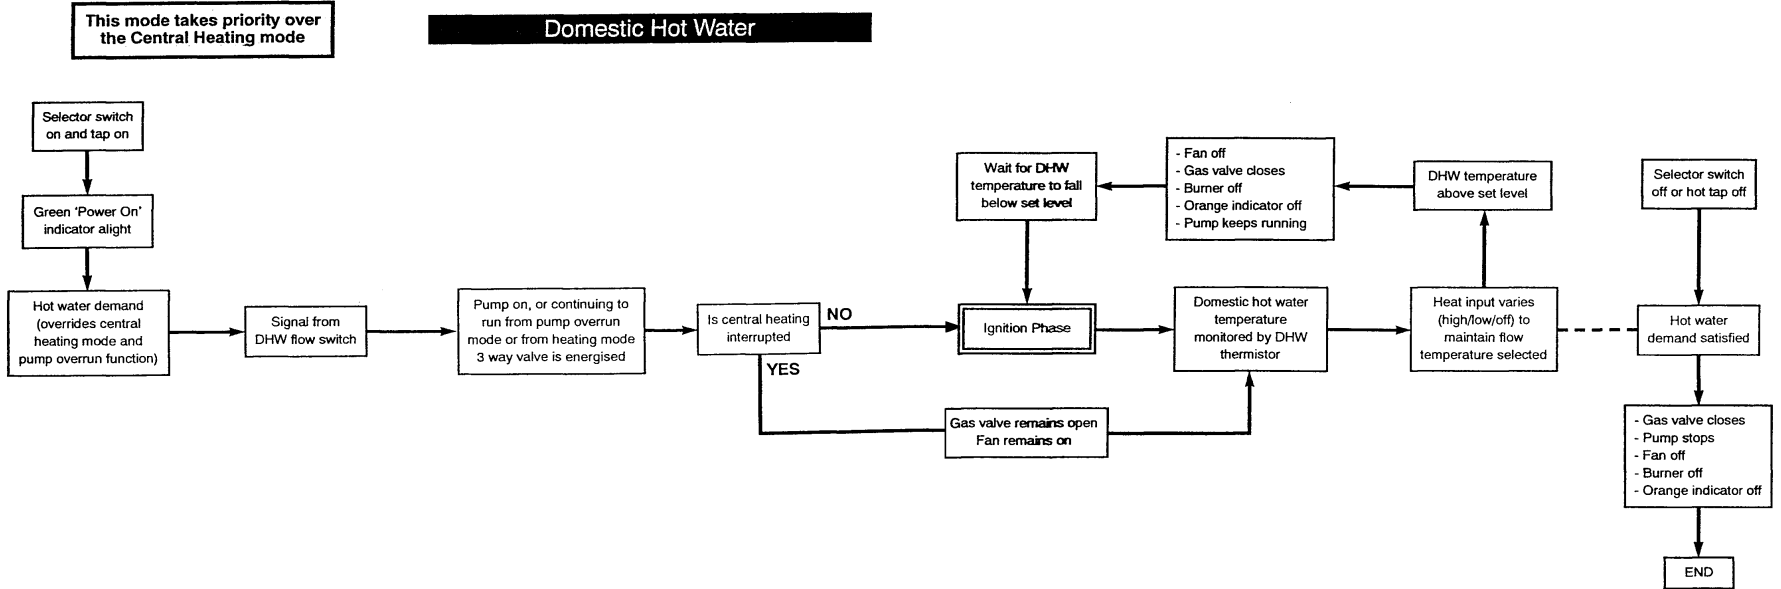 This mode takes priority over
the Central Heating mode
Domestic Hot Water
Selector switch
on and tap on
Green 'Power On'
indicator alight
Hot water demand
(overrides central
heating mode and
pump overrun function)
Signal from
DHW flow switch
Pump on, or continuing to
run from pump overrun
mode or from heating mode
3 way valve is energised
Is central heating
interrupted
NO
YES
Gas valve remains open
Fan remains on
Wait for DHW
temperature to fall
below set level
Ignition Phase
- Fan off
- Gas valve closes
- Burner off
- Orange indicator off
- Pump keeps running
Domestic hot water
temperature
monitored by DHW
thermistor
DHW temperature
above set level
Heat input varies
(high/low/off) to
maintain flow
temperature selected
Selector switch
off or hot tap off
Hot water
demand satisfied
- Gas valve closes
- Pump stops
- Fan off
- Burner off
- Orange indicator off
END